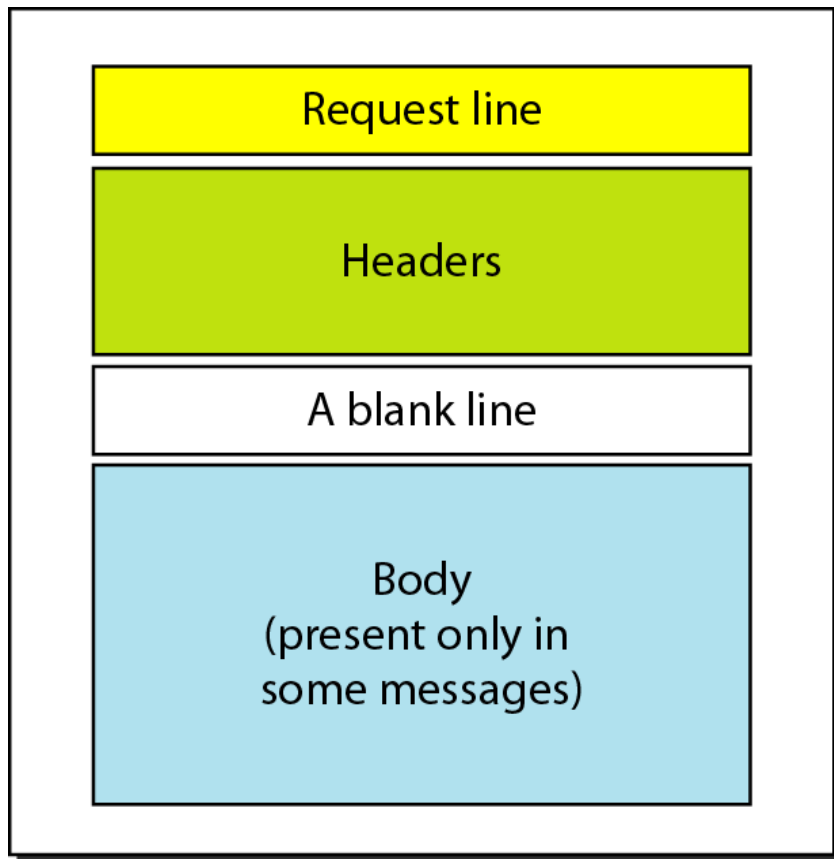 Request line
Headers
A blank line
Body
(present only in
some messages)